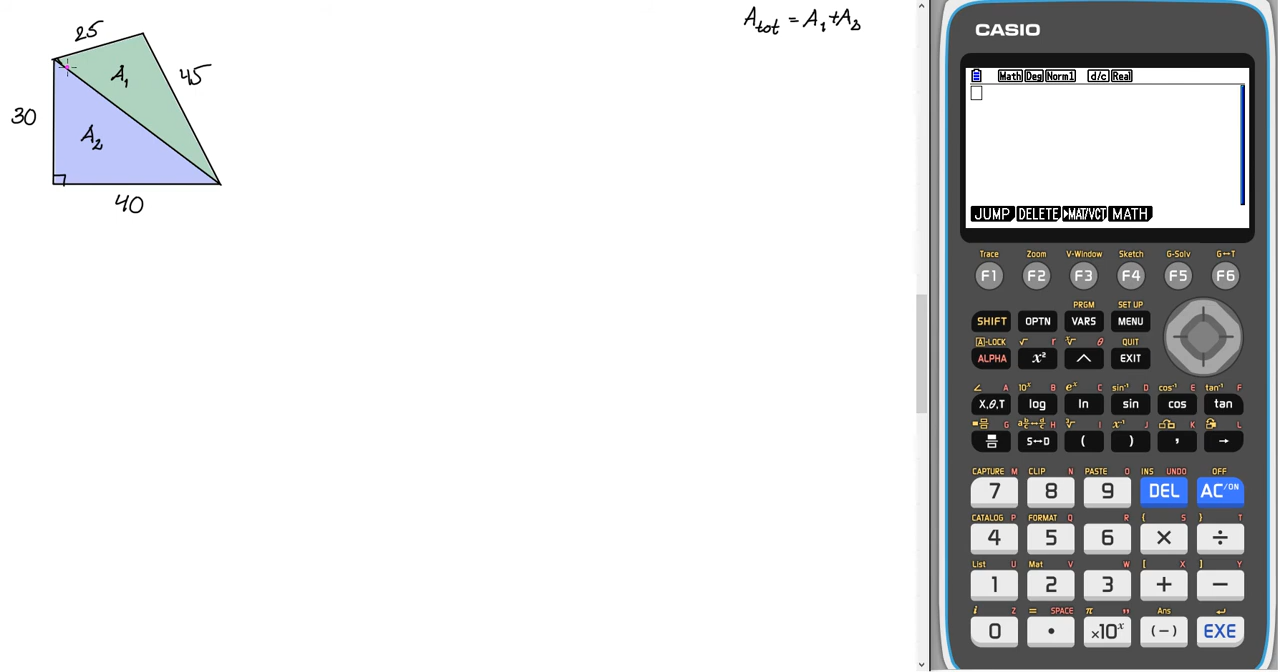 25
A₁
45
30
A₂
40
A_tot = A₁ + A₂
CASIO
Math Deg Norm1 d/c Real
JUMP DELETE ▶MAT/VCT MATH
Trace Zoom V-Window Sketch G-Solv G↔T
F1 F2 F3 F4 F5 F6
PRGM SET UP
SHIFT OPTN VARS MENU
A-LOCK √ r ∛ θ QUIT
ALPHA x² ^ EXIT
∠ A 10ˣ B eˣ C sin⁻¹ D cos⁻¹ E tan⁻¹ F
X,θ,T log ln sin cos tan
G H ∛ I x⁻¹ J K L
S↔D ( ) , →
CAPTURE M CLIP N PASTE O INS UNDO OFF
7 8 9 DEL AC/ON
CATALOG P FORMAT Q R { S } T
4 5 6 × ÷
List U Mat V W [ X ] Y
1 2 3 + −
i Z = SPACE π " Ans ↵
0 • ×10ˣ (−) EXE